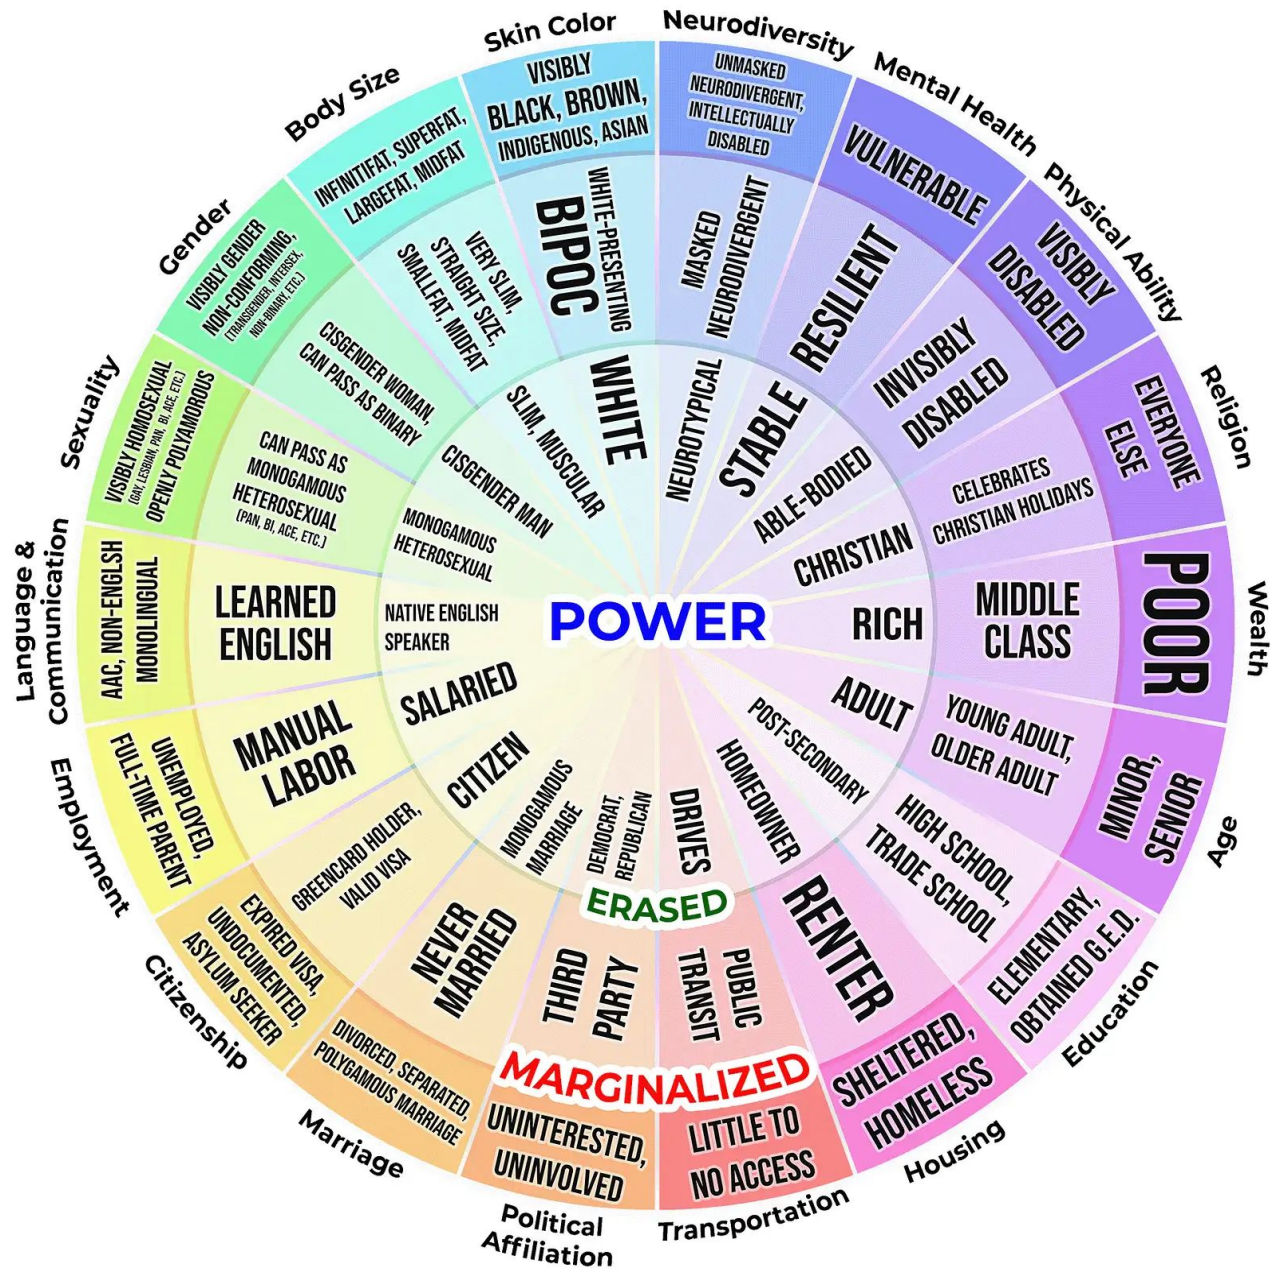 Skin Color
VISIBLY
BLACK, BROWN,
INDIGENOUS, ASIAN
WHITE-PRESENTING
BIPOC
WHITE
Neurodiversity
UNMASKED
NEURODIVERGENT,
INTELLECTUALLY
DISABLED
MASKED
NEURODIVERGENT
NEUROTYPICAL
Mental Health
VULNERABLE
RESILIENT
STABLE
Physical Ability
VISIBLY
DISABLED
INVISIBLY
DISABLED
ABLE-BODIED
Religion
EVERYONE
ELSE
CELEBRATES
CHRISTIAN HOLIDAYS
CHRISTIAN
Wealth
POOR
MIDDLE
CLASS
RICH
Age
MINOR,
SENIOR
YOUNG ADULT,
OLDER ADULT
ADULT
Education
ELEMENTARY,
OBTAINED G.E.D.
HIGH SCHOOL,
TRADE SCHOOL
POST-SECONDARY
Housing
SHELTERED,
HOMELESS
RENTER
HOMEOWNER
Transportation
LITTLE TO
NO ACCESS
PUBLIC
TRANSIT
DRIVES
Political
Affiliation
UNINTERESTED,
UNINVOLVED
THIRD
PARTY
DEMOCRAT,
REPUBLICAN
Marriage
DIVORCED, SEPARATED,
POLYGAMOUS MARRIAGE
NEVER
MARRIED
MONOGAMOUS
MARRIAGE
Citizenship
EXPIRED VISA,
UNDOCUMENTED,
ASYLUM SEEKER
GREENCARD HOLDER,
VALID VISA
CITIZEN
Employment
UNEMPLOYED,
FULL-TIME PARENT
MANUAL
LABOR
SALARIED
Language &
Communication
AAC, NON-ENGLSH
MONOLINGUAL
LEARNED
ENGLISH
NATIVE ENGLISH
SPEAKER
Sexuality
VISIBLY HOMOSEXUAL
(GAY, LESBIAN, PAN, BI, ACE, ETC.)
OPENLY POLYAMOROUS
CAN PASS AS
MONOGAMOUS
HETEROSEXUAL
(PAN, BI, ACE, ETC.)
MONOGAMOUS
HETEROSEXUAL
Gender
VISIBLY GENDER
NON-CONFORMING,
(TRANSGENDER, INTERSEX,
NON-BINARY, ETC.)
CISGENDER WOMAN,
CAN PASS AS BINARY
CISGENDER MAN
Body Size
INFINITIFAT, SUPERFAT,
LARGEFAT, MIDFAT
VERY SLIM,
STRAIGHT SIZE,
SMALLFAT, MIDFAT
SLIM, MUSCULAR
POWER
ERASED
MARGINALIZED